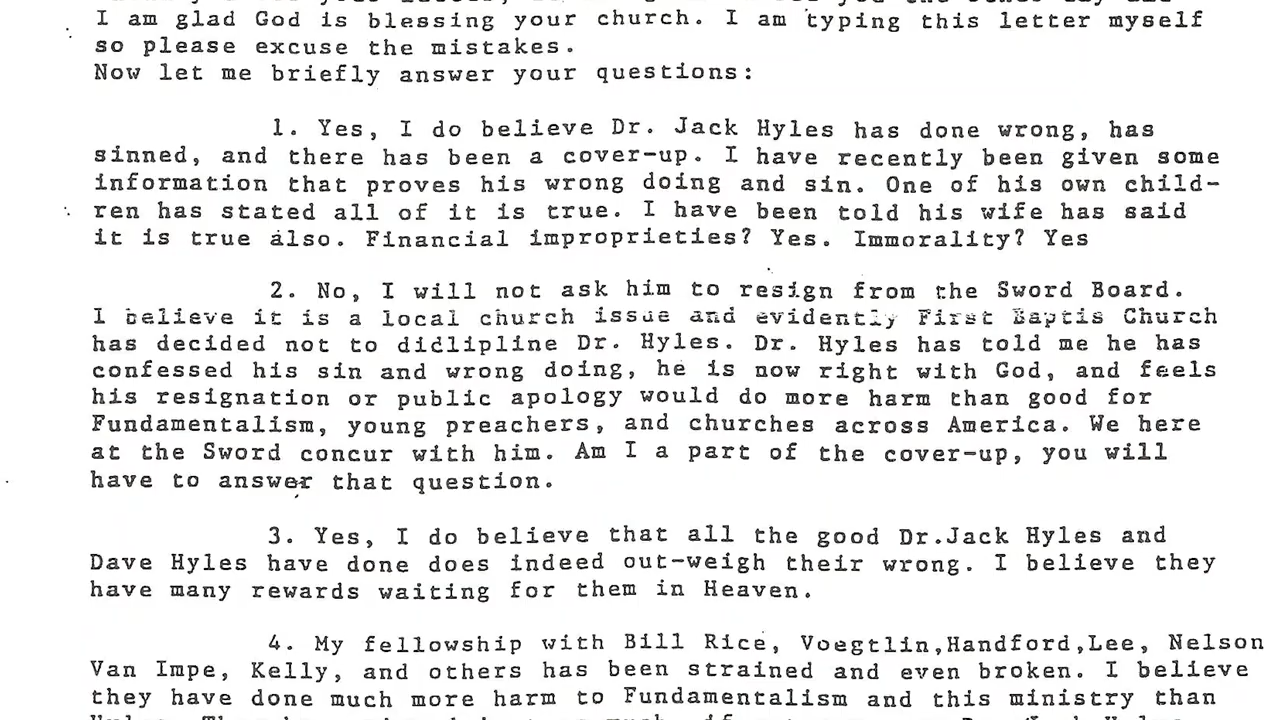 I am glad God is blessing your church. I am typing this letter myself
so please excuse the mistakes.
Now let me briefly answer your questions:
1. Yes, I do believe Dr. Jack Hyles has done wrong, has
sinned, and there has been a cover-up. I have recently been given some
information that proves his wrong doing and sin. One of his own child-
ren has stated all of it is true. I have been told his wife has said
it is true also. Financial improprieties? Yes. Immorality? Yes
2. No, I will not ask him to resign from the Sword Board.
I believe it is a local church issue and evidently First Baptis Church
has decided not to didlipline Dr. Hyles. Dr. Hyles has told me he has
confessed his sin and wrong doing, he is now right with God, and feels
his resignation or public apology would do more harm than good for
Fundamentalism, young preachers, and churches across America. We here
at the Sword concur with him. Am I a part of the cover-up, you will
have to answer that question.
3. Yes, I do believe that all the good Dr.Jack Hyles and
Dave Hyles have done does indeed out-weigh their wrong. I believe they
have many rewards waiting for them in Heaven.
4. My fellowship with Bill Rice, Voegtlin,Handford,Lee, Nelson
Van Impe, Kelly, and others has been strained and even broken. I believe
they have done much more harm to Fundamentalism and this ministry than